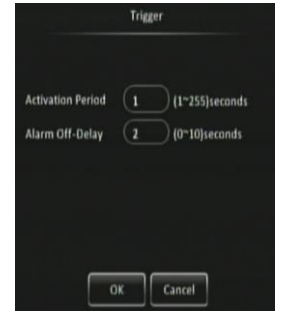 Trigger
Activation Period 1 (1~255)seconds
Alarm Off-Delay 2 (0~10)seconds
OK Cancel